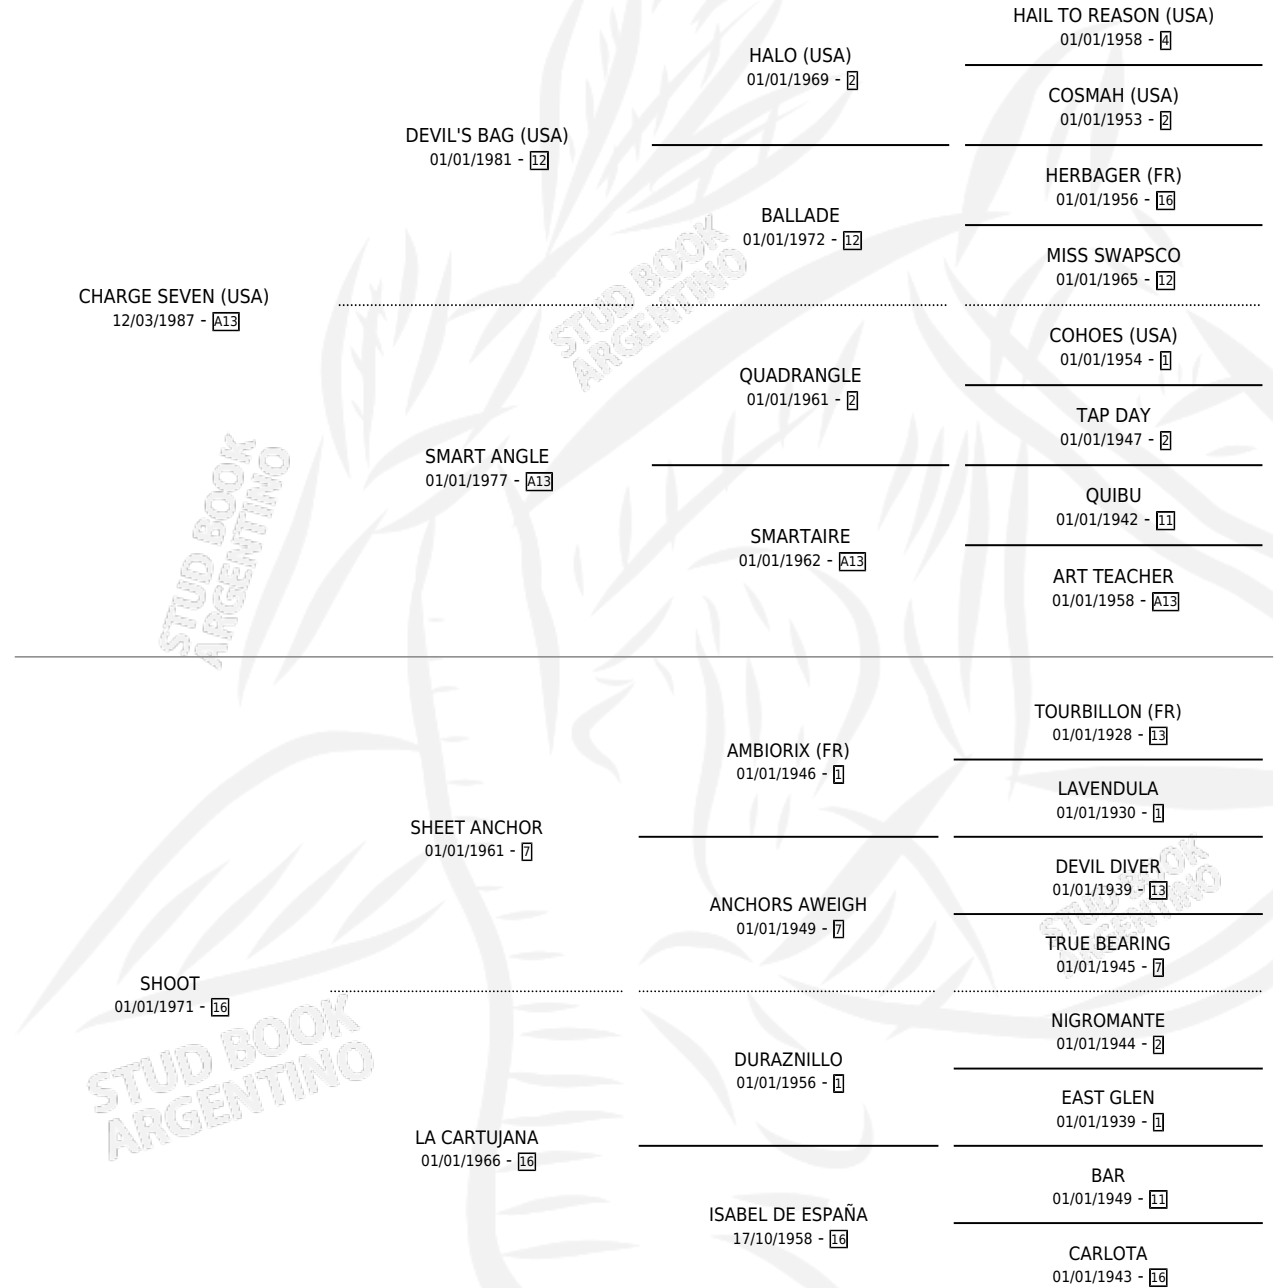 HAIL TO REASON (USA)
01/01/1958 - 4
HALO (USA)
01/01/1969 - 2
COSMAH (USA)
01/01/1953 - 2
DEVIL'S BAG (USA)
01/01/1981 - 12
HERBAGER (FR)
01/01/1956 - 16
BALLADE
01/01/1972 - 12
MISS SWAPSCO
01/01/1965 - 12
CHARGE SEVEN (USA)
12/03/1987 - A13
COHOES (USA)
01/01/1954 - 1
QUADRANGLE
01/01/1961 - 2
TAP DAY
01/01/1947 - 2
SMART ANGLE
01/01/1977 - A13
QUIBU
01/01/1942 - 11
SMARTAIRE
01/01/1962 - A13
ART TEACHER
01/01/1958 - A13
TOURBILLON (FR)
01/01/1928 - 13
AMBIORIX (FR)
01/01/1946 - 1
LAVENDULA
01/01/1930 - 1
SHEET ANCHOR
01/01/1961 - 7
DEVIL DIVER
01/01/1939 - 13
ANCHORS AWEIGH
01/01/1949 - 7
TRUE BEARING
01/01/1945 - 7
SHOOT
01/01/1971 - 16
NIGROMANTE
01/01/1944 - 2
DURAZNILLO
01/01/1956 - 1
EAST GLEN
01/01/1939 - 1
LA CARTUJANA
01/01/1966 - 16
BAR
01/01/1949 - 11
ISABEL DE ESPAÑA
17/10/1958 - 16
CARLOTA
01/01/1943 - 16
STUD BOOK
ARGENTINO
STUD BOOK
ARGENTINO
STUD BOOK
ARGENTINO
STUD BOOK
ARGENTINO